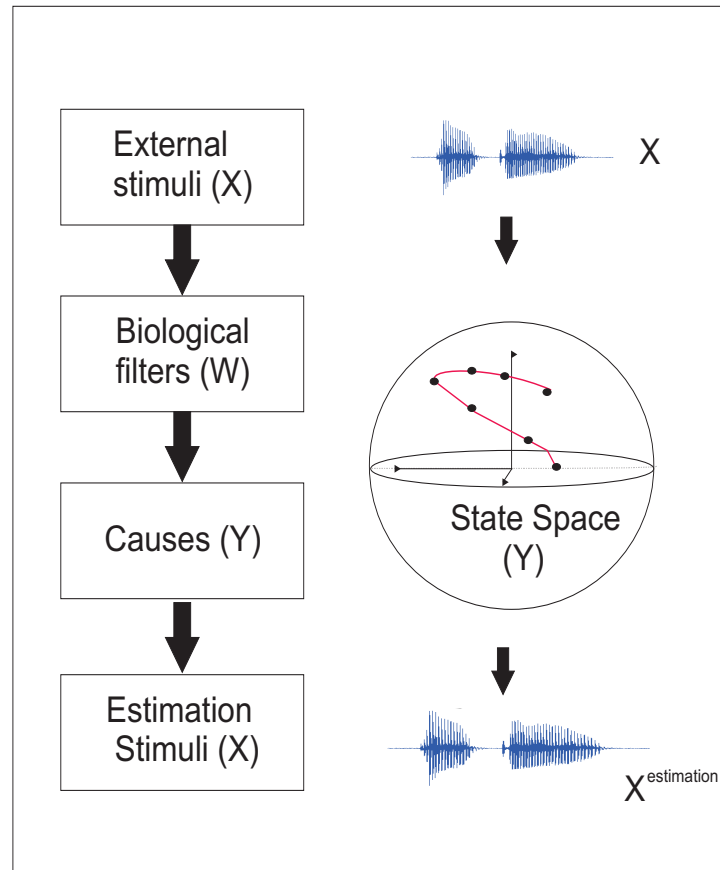 External
stimuli (X)
Biological
filters (W)
Causes (Y)
Estimation
Stimuli (X)
X
State Space
(Y)
X^estimation